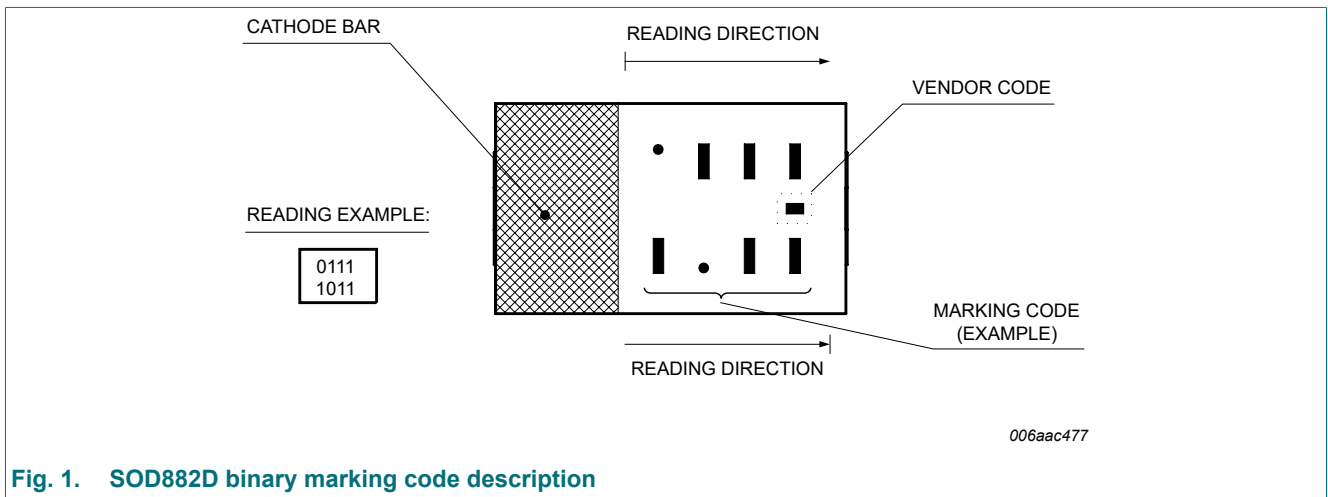 CATHODE BAR
READING DIRECTION
VENDOR CODE
READING EXAMPLE:
0111
1011
MARKING CODE
(EXAMPLE)
READING DIRECTION
006aac477
Fig. 1. SOD882D binary marking code description